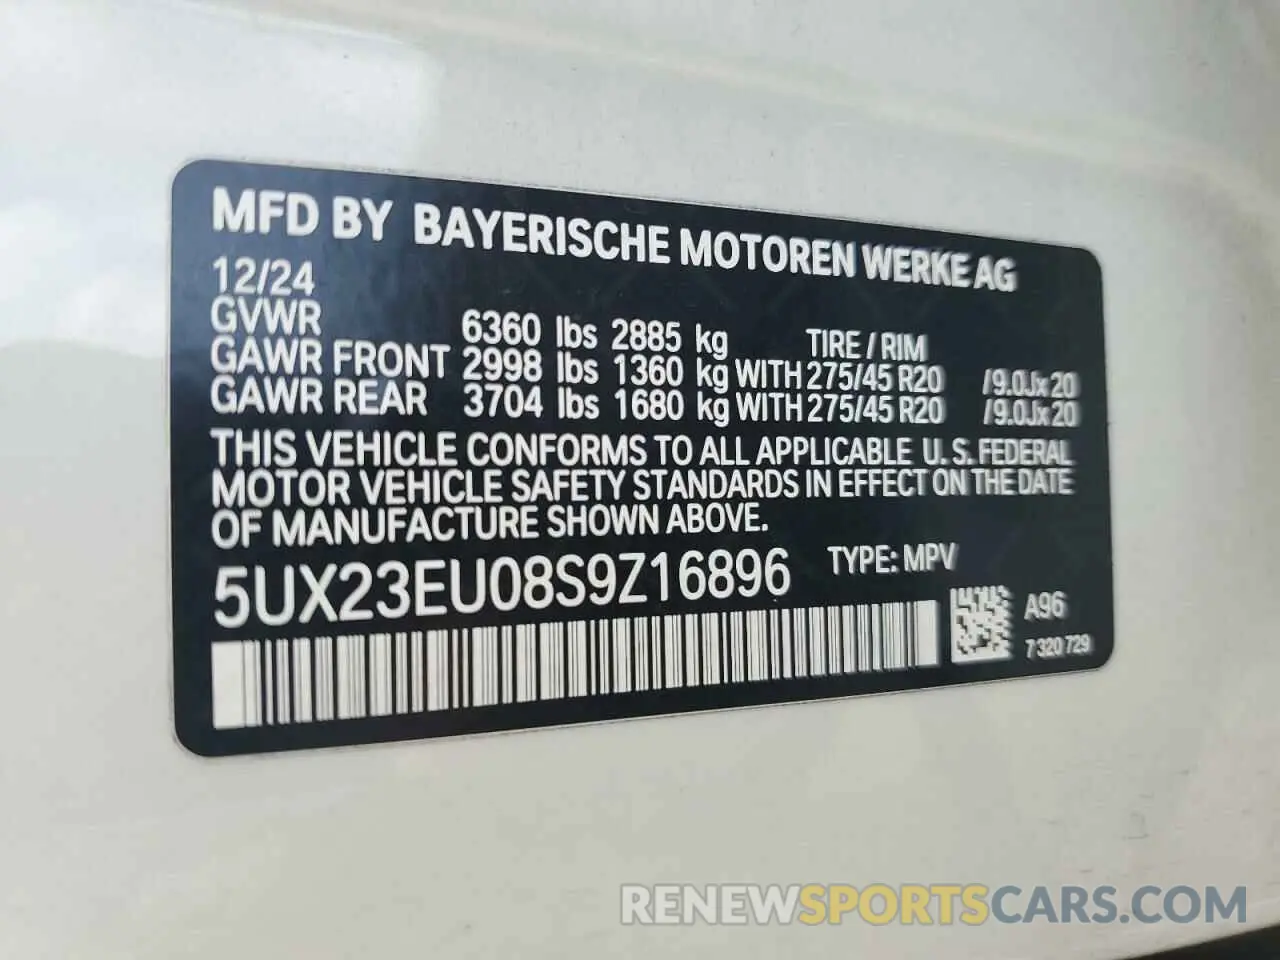 MFD BY BAYERISCHE MOTOREN WERKE AG
12/24
GVWR 6360 lbs 2885 kg TIRE / RIM
GAWR FRONT 2998 lbs 1360 kg WITH 275/45 R20 /9.0Jx20
GAWR REAR 3704 lbs 1680 kg WITH 275/45 R20 /9.0Jx20
THIS VEHICLE CONFORMS TO ALL APPLICABLE U.S. FEDERAL
MOTOR VEHICLE SAFETY STANDARDS IN EFFECT ON THE DATE
OF MANUFACTURE SHOWN ABOVE.
5UX23EU08S9Z16896 TYPE: MPV
A96
7 320 729
RENEWSPORTSCARS.COM